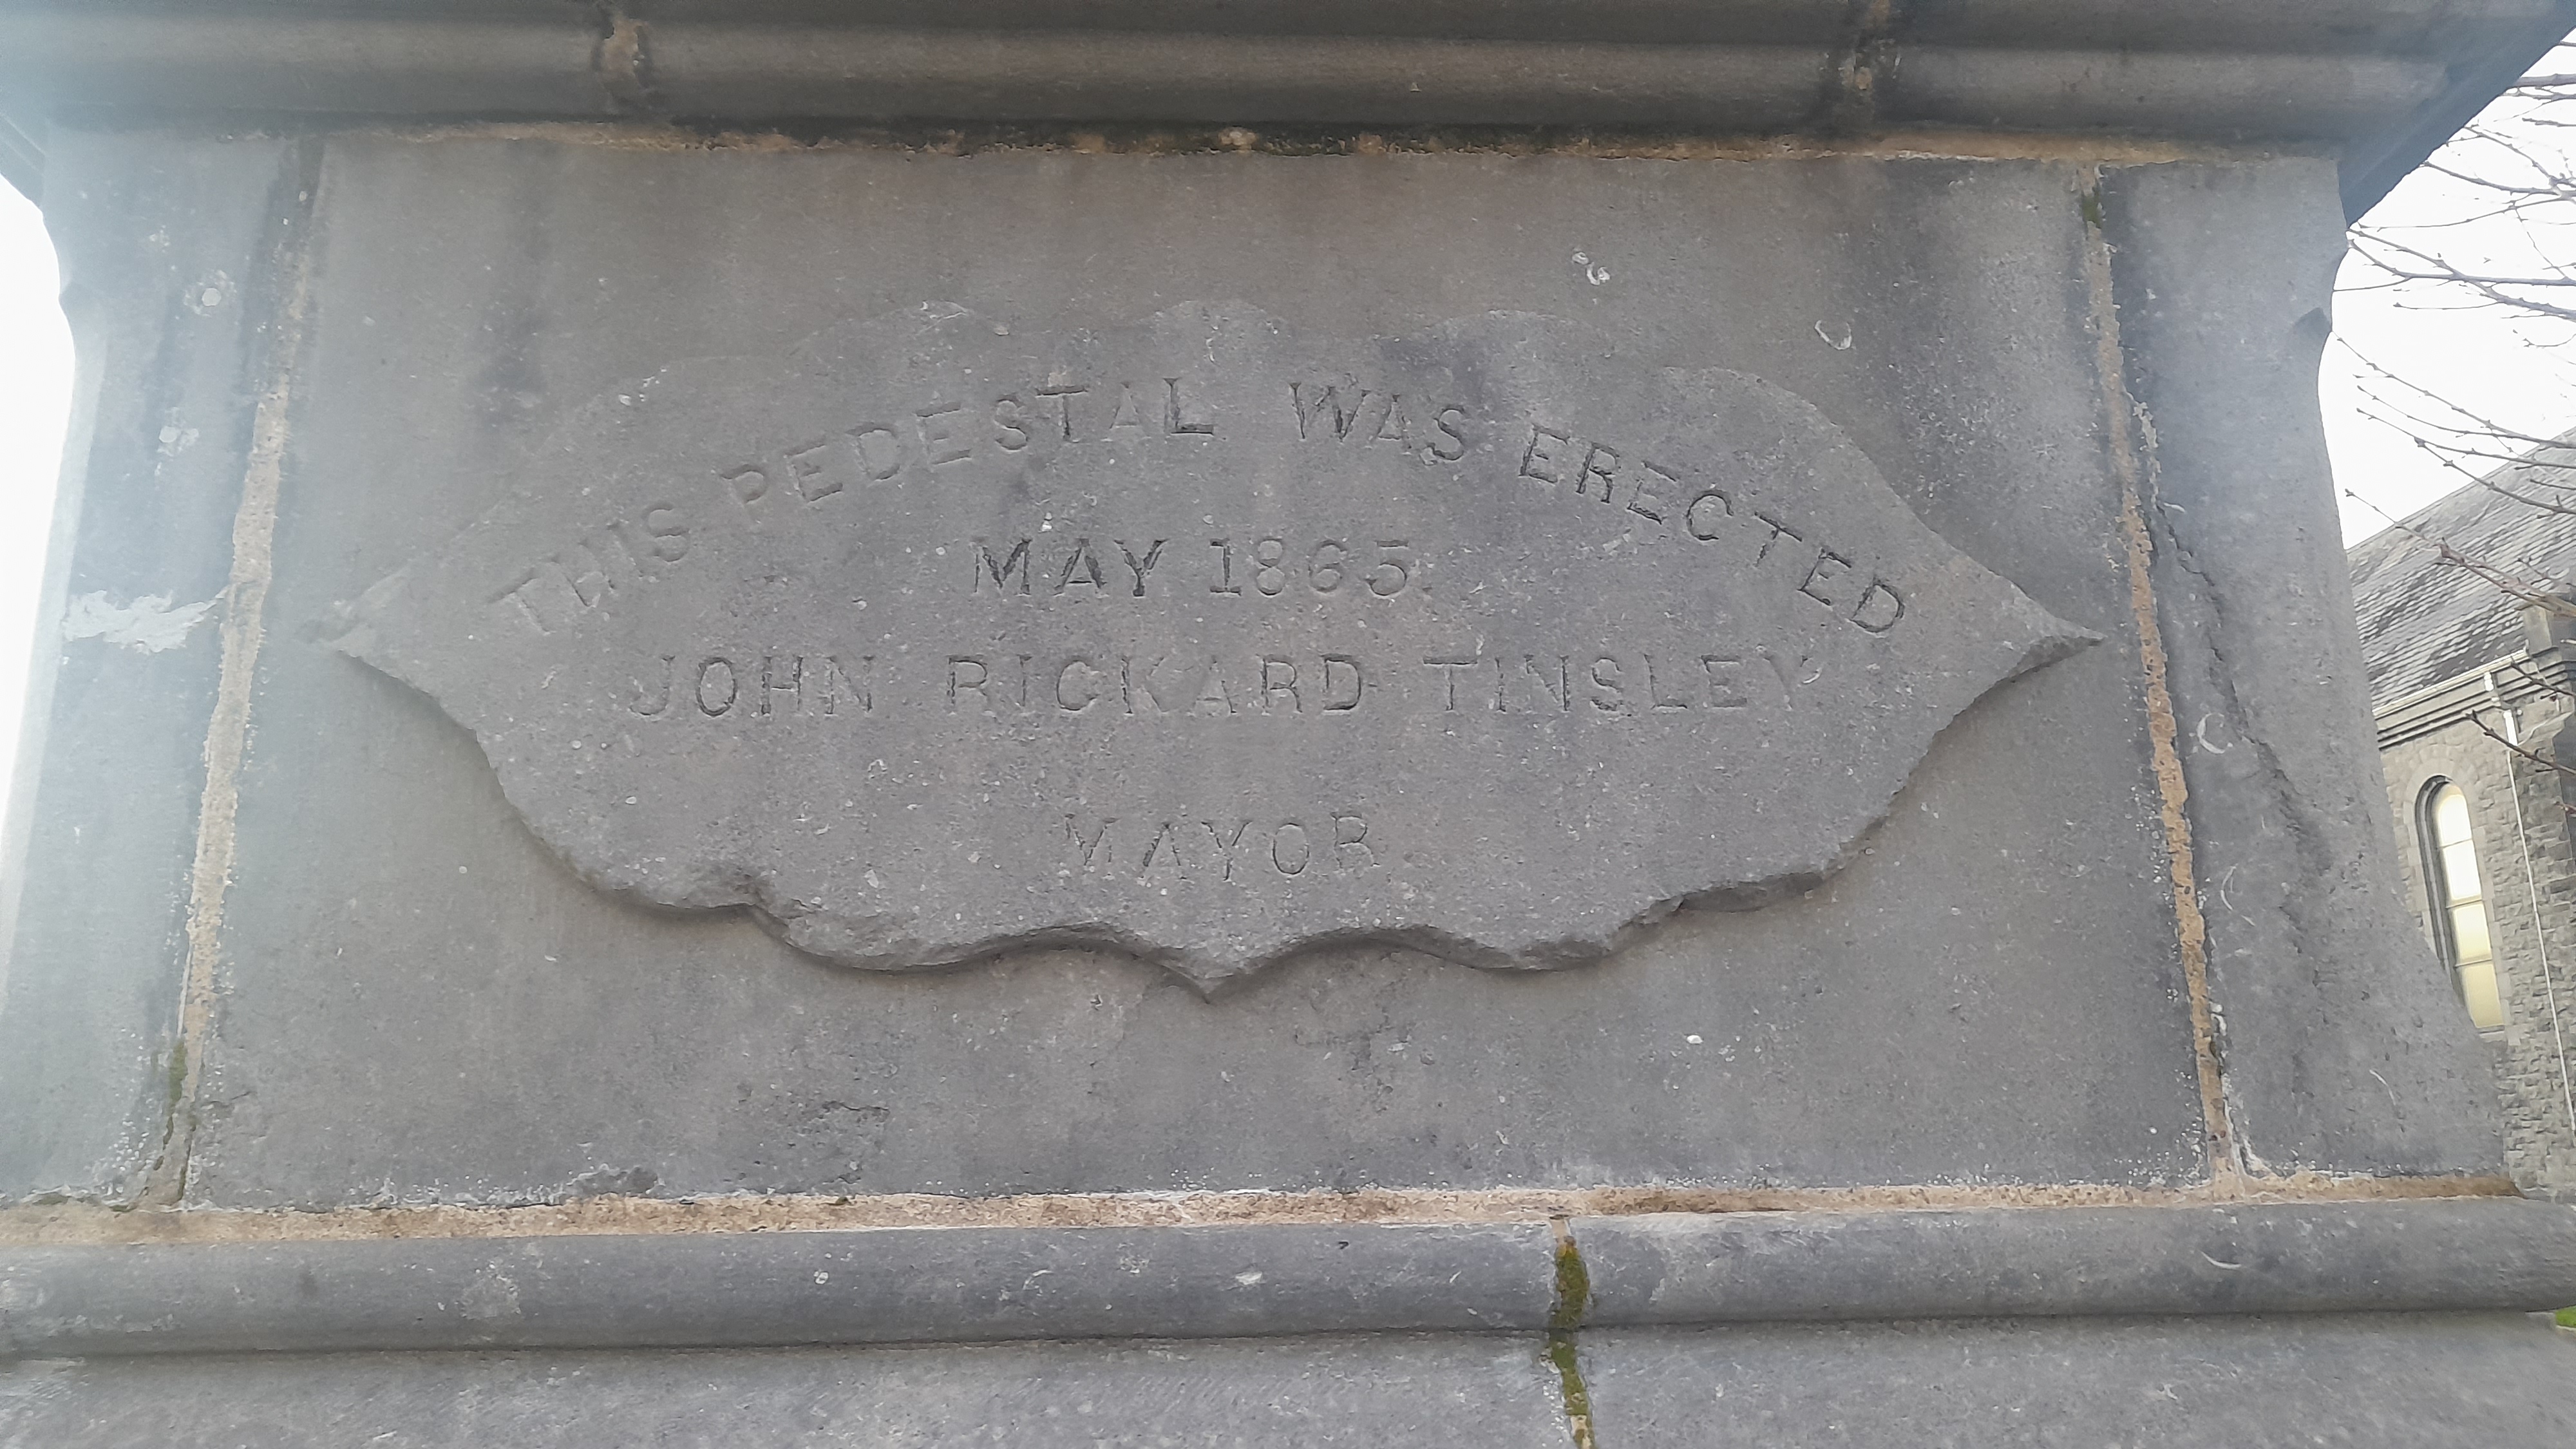 THIS PEDESTAL WAS ERECTED
MAY 1865
JOHN RICKARD TINSLEY
MAYOR